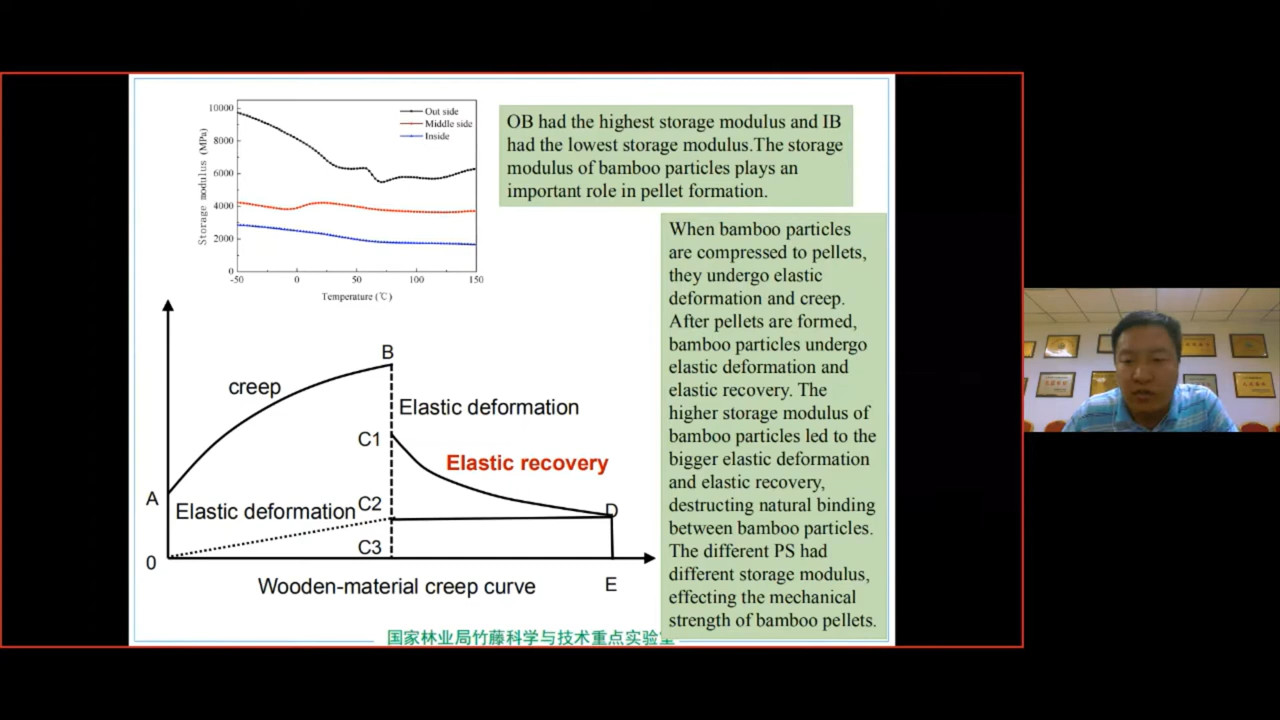 10000
8000
6000
4000
2000
0
Storage modulus (MPa)
Out side
Middle side
Inside
-50 0 50 100 150
Temperature (℃)
OB had the highest storage modulus and IB
had the lowest storage modulus.The storage
modulus of bamboo particles plays an
important role in pellet formation.
When bamboo particles
are compressed to pellets,
they undergo elastic
deformation and creep.
After pellets are formed,
bamboo particles undergo
elastic deformation and
elastic recovery. The
higher storage modulus of
bamboo particles led to the
bigger elastic deformation
and elastic recovery,
destructing natural binding
between bamboo particles.
The different PS had
different storage modulus,
effecting the mechanical
strength of bamboo pellets.
B
creep
Elastic deformation
C1
Elastic recovery
A
Elastic deformation
C2
D
C3
0
Wooden-material creep curve
E
国家林业局竹藤科学与技术重点实验室